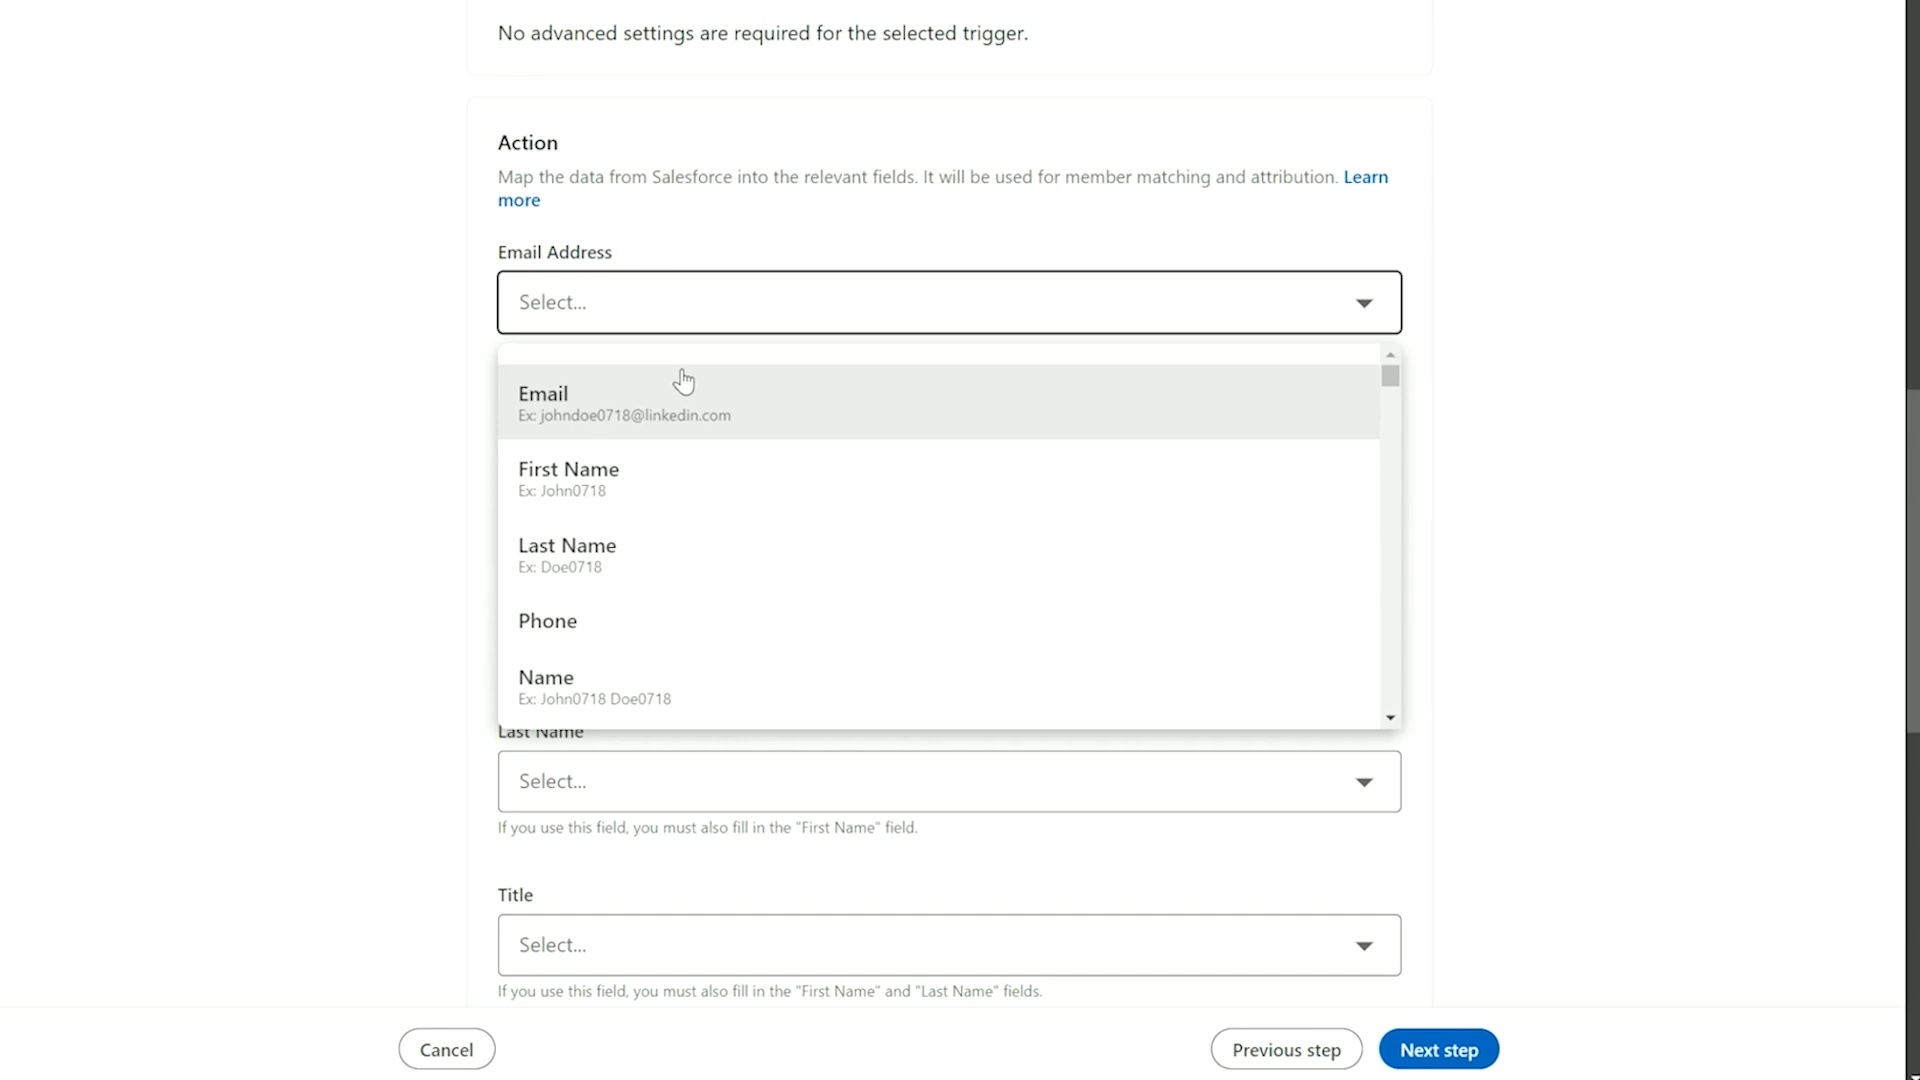 No advanced settings are required for the selected trigger.
Action
Map the data from Salesforce into the relevant fields. It will be used for member matching and attribution. Learn
more
Email Address
Select...
Email
Ex: johndoe0718@linkedin.com
First Name
Ex: John0718
Last Name
Ex: Doe0718
Phone
Name
Ex: John0718 Doe0718
Last Name
Select...
If you use this field, you must also fill in the "First Name" field.
Title
Select...
If you use this field, you must also fill in the "First Name" and "Last Name" fields.
Cancel
Previous step
Next step